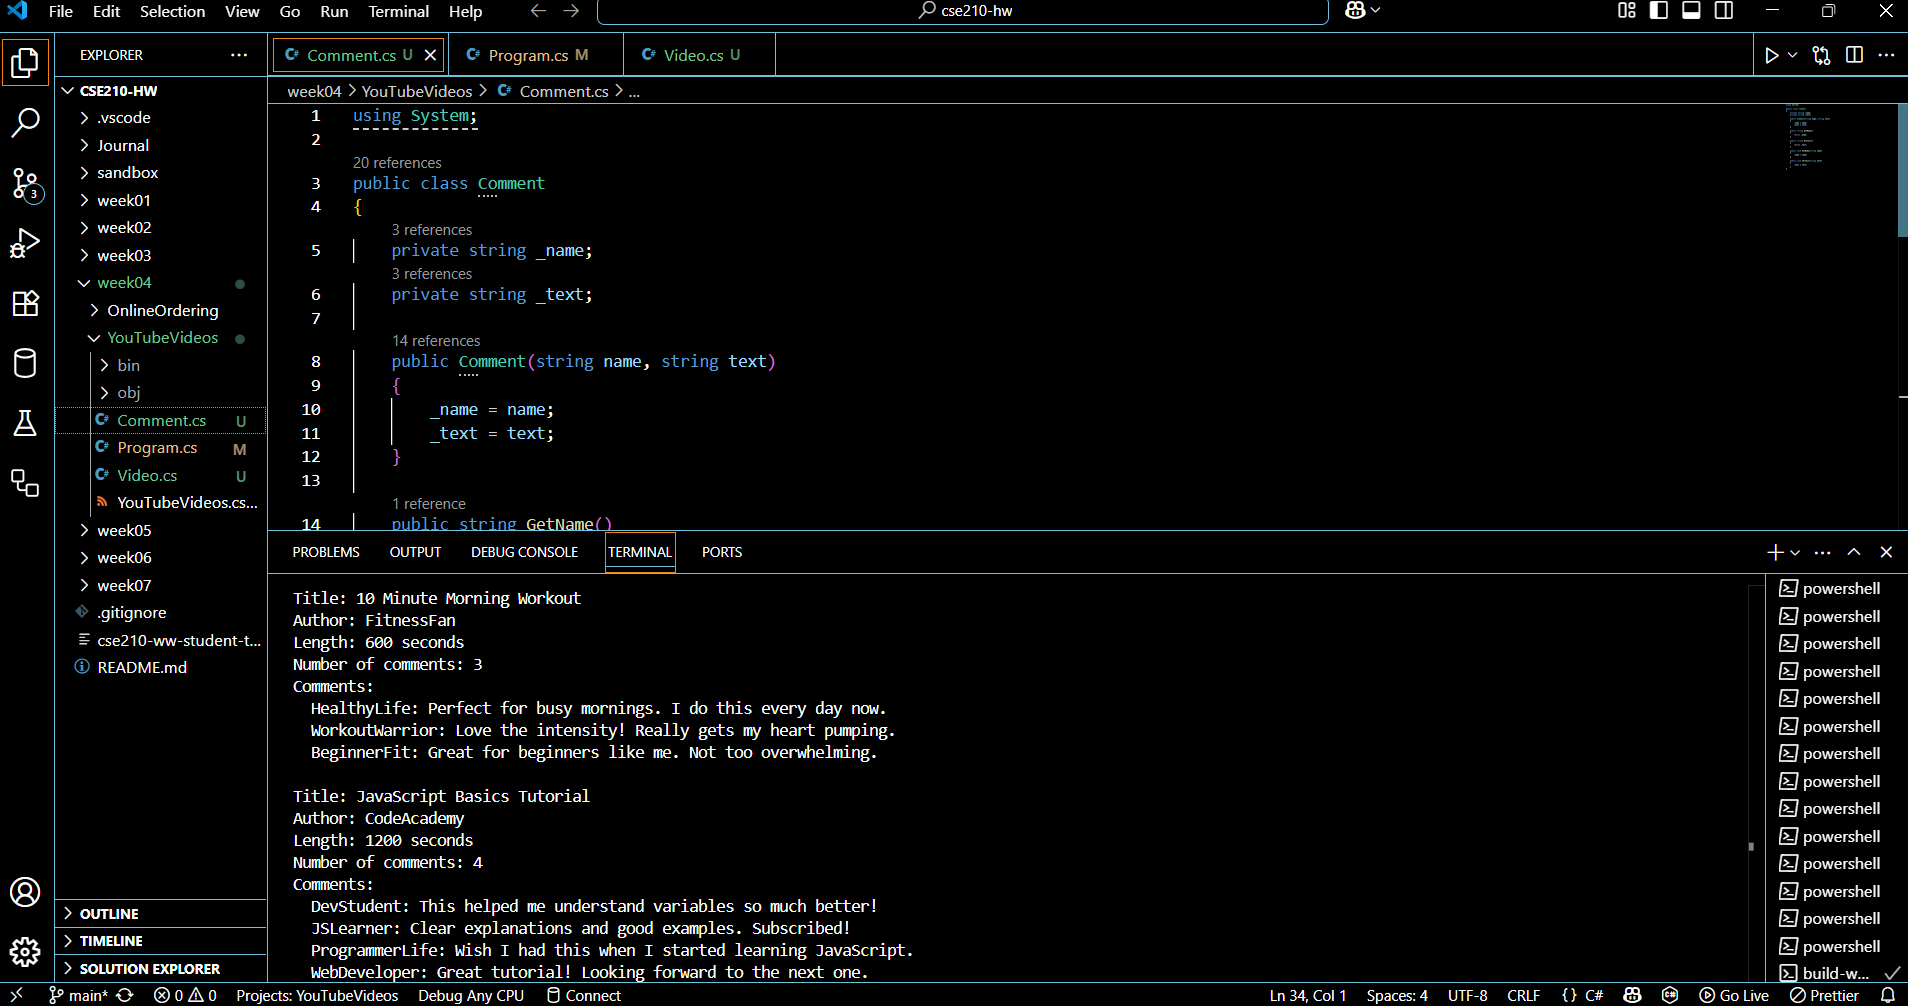 File Edit Selection View Go Run Terminal Help
cse210-hw
EXPLORER
CSE210-HW
.vscode
Journal
sandbox
week01
week02
week03
week04
OnlineOrdering
YouTubeVideos
bin
obj
Comment.cs U
Program.cs M
Video.cs U
YouTubeVideos.cs...
week05
week06
week07
.gitignore
cse210-ww-student-t...
README.md
OUTLINE
TIMELINE
SOLUTION EXPLORER
3
Comment.cs U
Program.cs M
Video.cs U
week04 > YouTubeVideos > Comment.cs > ...
1 using System;
2
20 references
3 public class Comment
4 {
3 references
5 private string _name;
3 references
6 private string _text;
7
14 references
8 public Comment(string name, string text)
9 {
10 _name = name;
11 _text = text;
12 }
13
1 reference
14 public string GetName()
PROBLEMS OUTPUT DEBUG CONSOLE TERMINAL PORTS
Title: 10 Minute Morning Workout
Author: FitnessFan
Length: 600 seconds
Number of comments: 3
Comments:
HealthyLife: Perfect for busy mornings. I do this every day now.
WorkoutWarrior: Love the intensity! Really gets my heart pumping.
BeginnerFit: Great for beginners like me. Not too overwhelming.
Title: JavaScript Basics Tutorial
Author: CodeAcademy
Length: 1200 seconds
Number of comments: 4
Comments:
DevStudent: This helped me understand variables so much better!
JSLearner: Clear explanations and good examples. Subscribed!
ProgrammerLife: Wish I had this when I started learning JavaScript.
WebDeveloper: Great tutorial! Looking forward to the next one.
powershell
powershell
powershell
powershell
powershell
powershell
powershell
powershell
powershell
powershell
powershell
powershell
powershell
powershell
build-w...
main* 0 0 Projects: YouTubeVideos Debug Any CPU Connect Ln 34, Col 1 Spaces: 4 UTF-8 CRLF {} C# Go Live Prettier